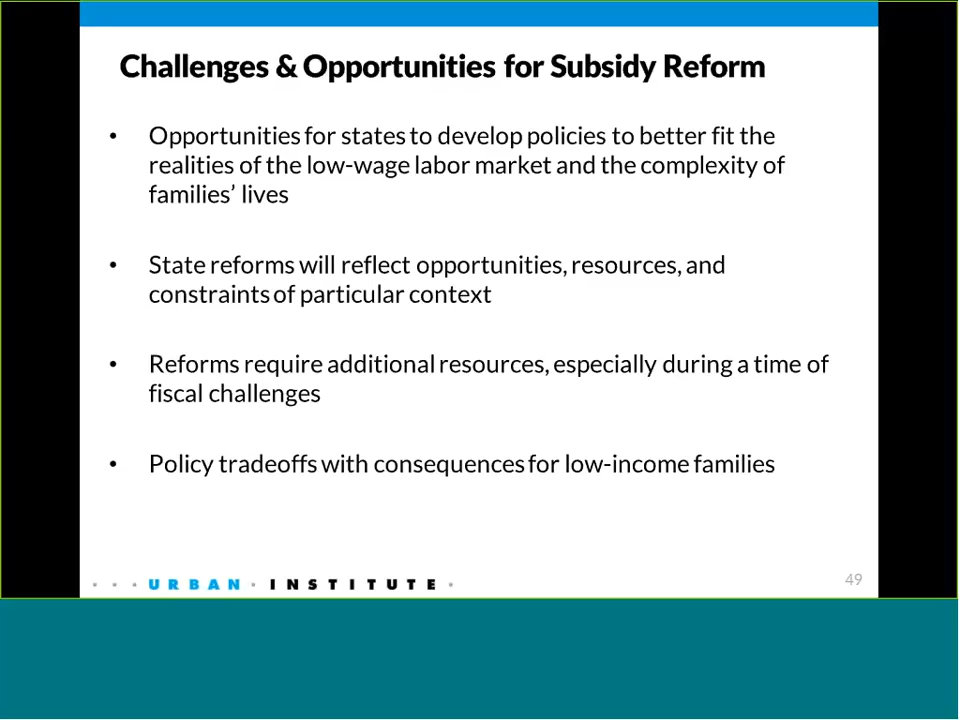 Challenges & Opportunities for Subsidy Reform
• Opportunities for states to develop policies to better fit the
realities of the low-wage labor market and the complexity of
families’ lives
• State reforms will reflect opportunities, resources, and
constraints of particular context
• Reforms require additional resources, especially during a time of
fiscal challenges
• Policy tradeoffs with consequences for low-income families
URBAN INSTITUTE
49